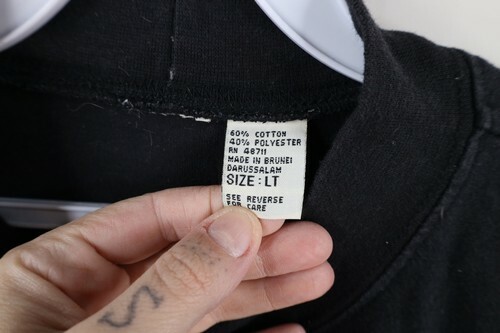 60% COTTON
40% POLYESTER
RN 48711
MADE IN BRUNEI
DARUSSALAM
SIZE: LT
SEE REVERSE
FOR CARE
S